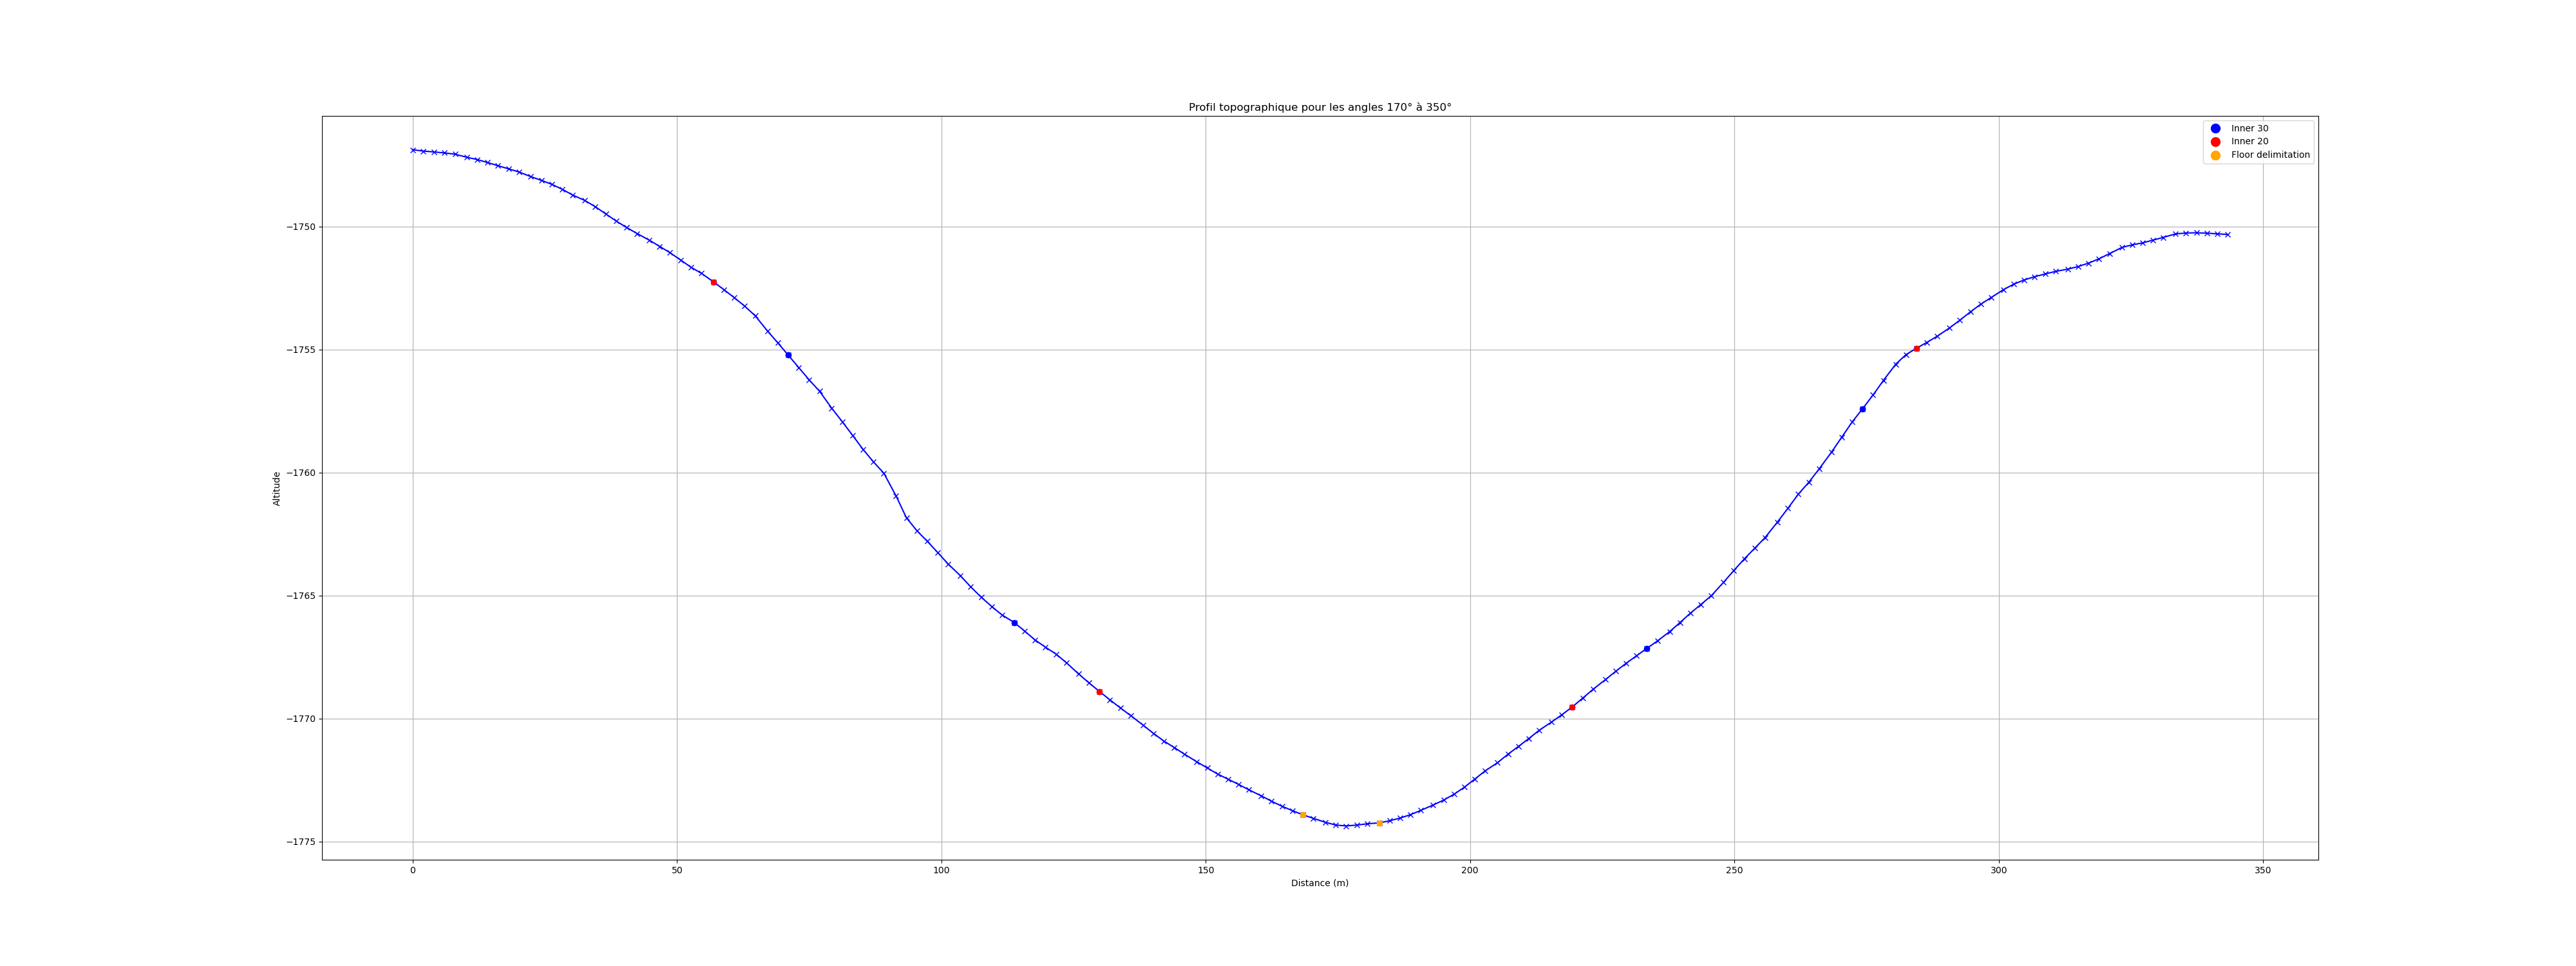 Profil topographique pour les angles 170° à 350°
Inner 30
Inner 20
Floor delimitation
Altitude
−1750
−1755
−1760
−1765
−1770
−1775
0 50 100 150 200 250 300 350
Distance (m)